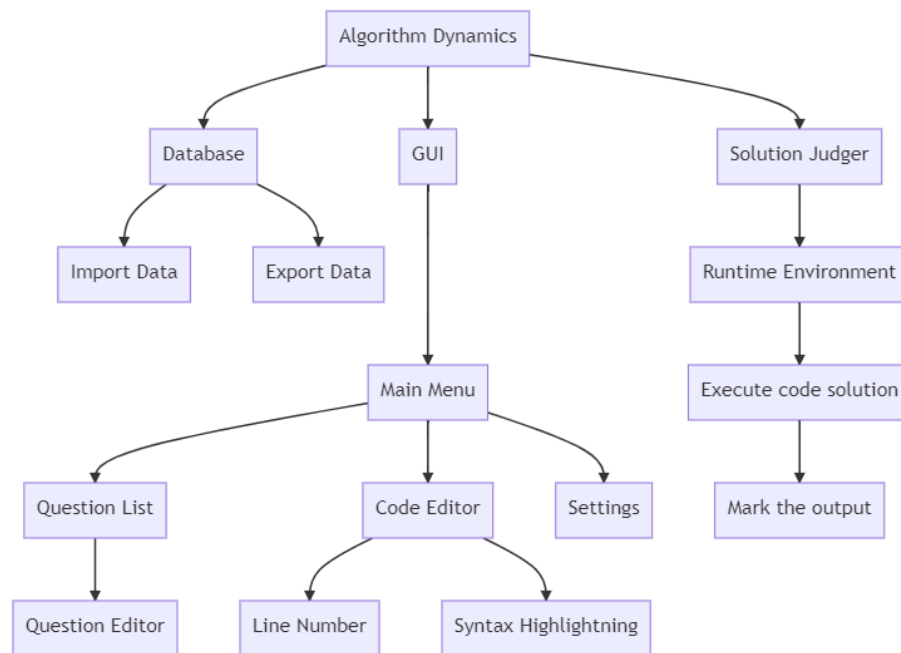 Algorithm Dynamics
Database
GUI
Solution Judger
Import Data
Export Data
Runtime Environment
Main Menu
Execute code solution
Question List
Code Editor
Settings
Mark the output
Question Editor
Line Number
Syntax Highlightning